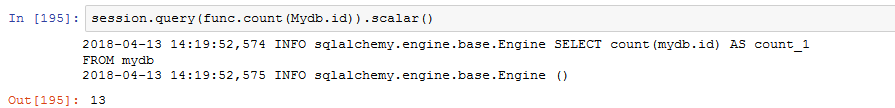 In [195]: session.query(func.count(Mydb.id)).scalar()
2018-04-13 14:19:52,574 INFO sqlalchemy.engine.base.Engine SELECT count(mydb.id) AS count_1
FROM mydb
2018-04-13 14:19:52,575 INFO sqlalchemy.engine.base.Engine ()
Out[195]: 13